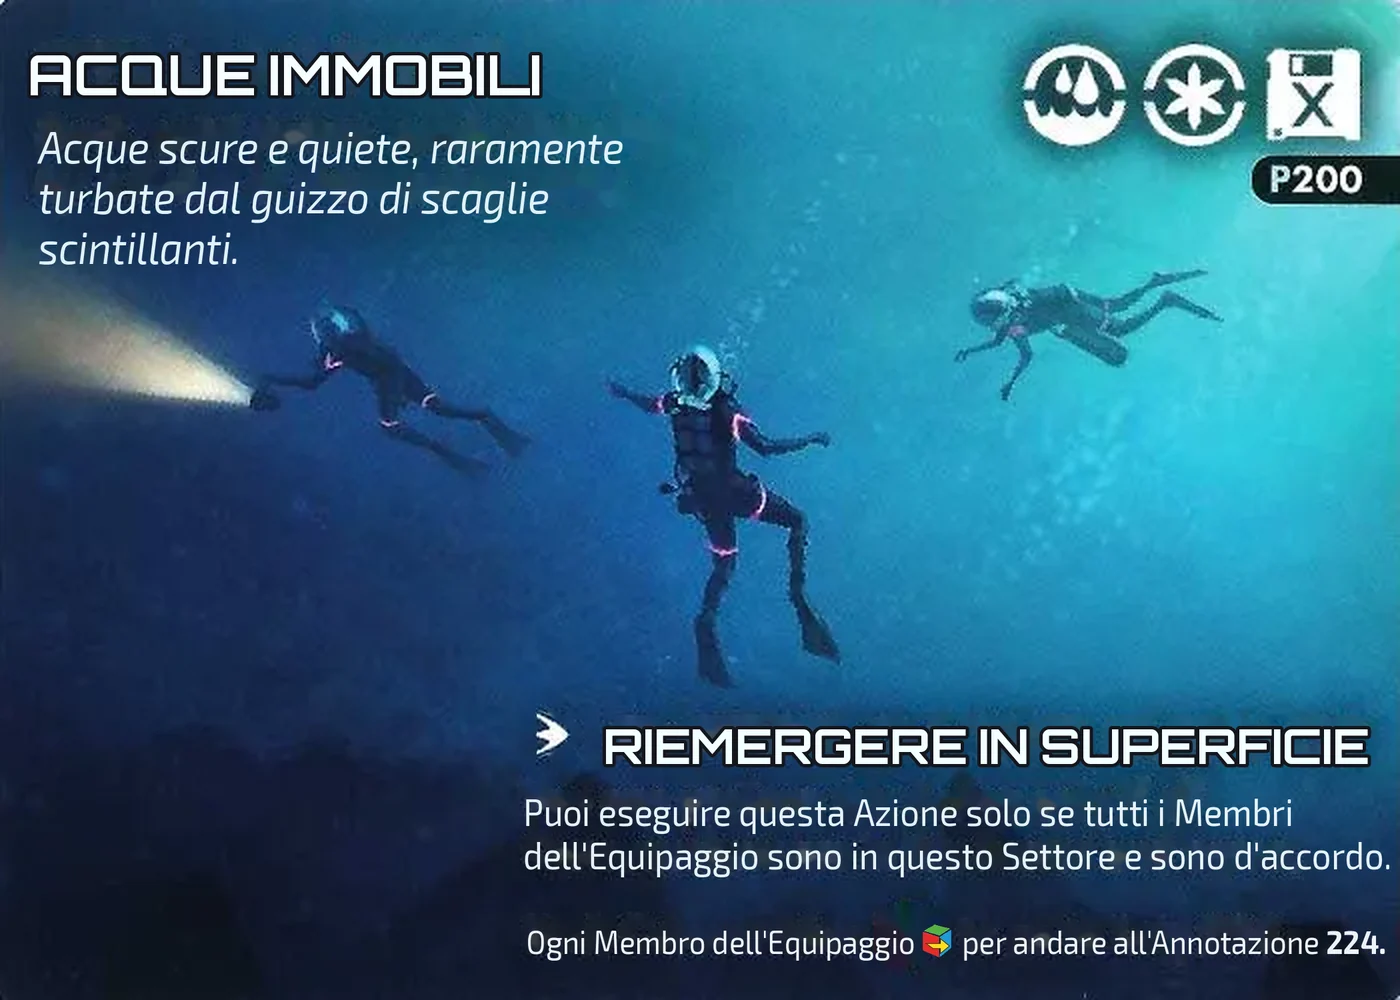 ACQUE IMMOBILI
Acque scure e quiete, raramente
turbate dal guizzo di scaglie
scintillanti.
X
P200
RIEMERGERE IN SUPERFICIE
Puoi eseguire questa Azione solo se tutti i Membri
dell'Equipaggio sono in questo Settore e sono d'accordo.
Ogni Membro dell'Equipaggio per andare all'Annotazione 224.